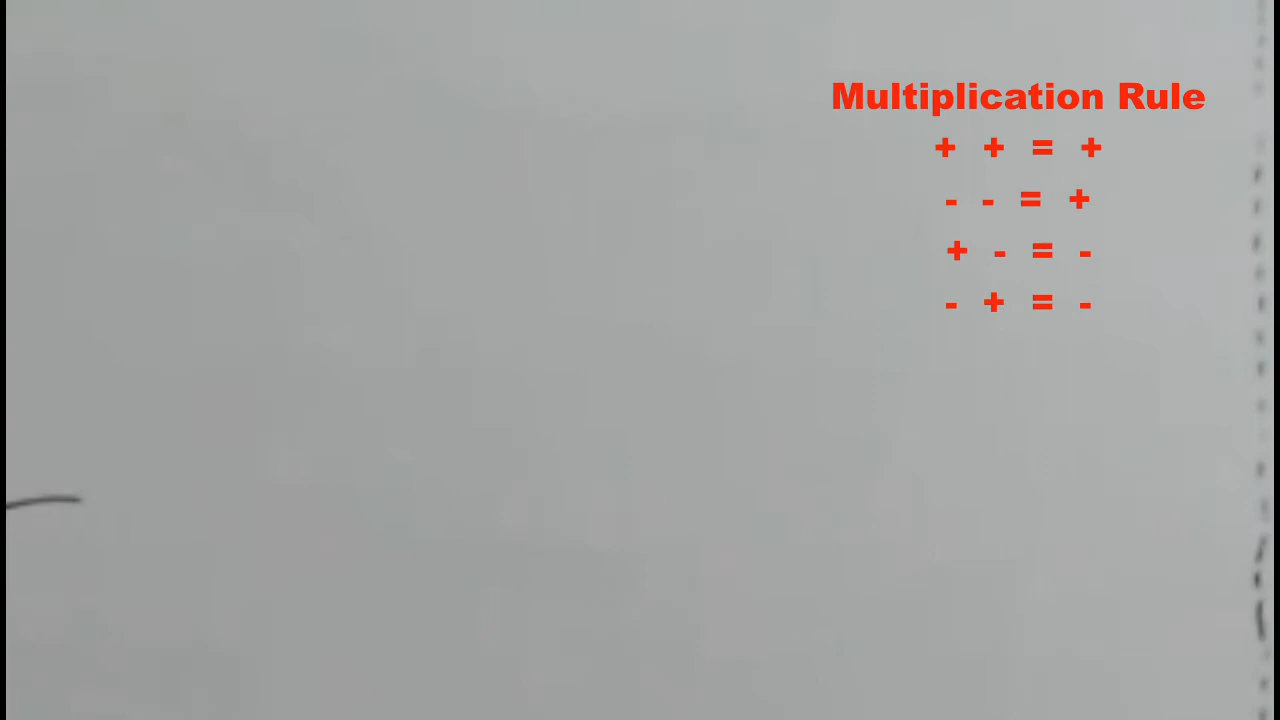 Multiplication Rule
+ + = +
- - = +
+ - = -
- + = -